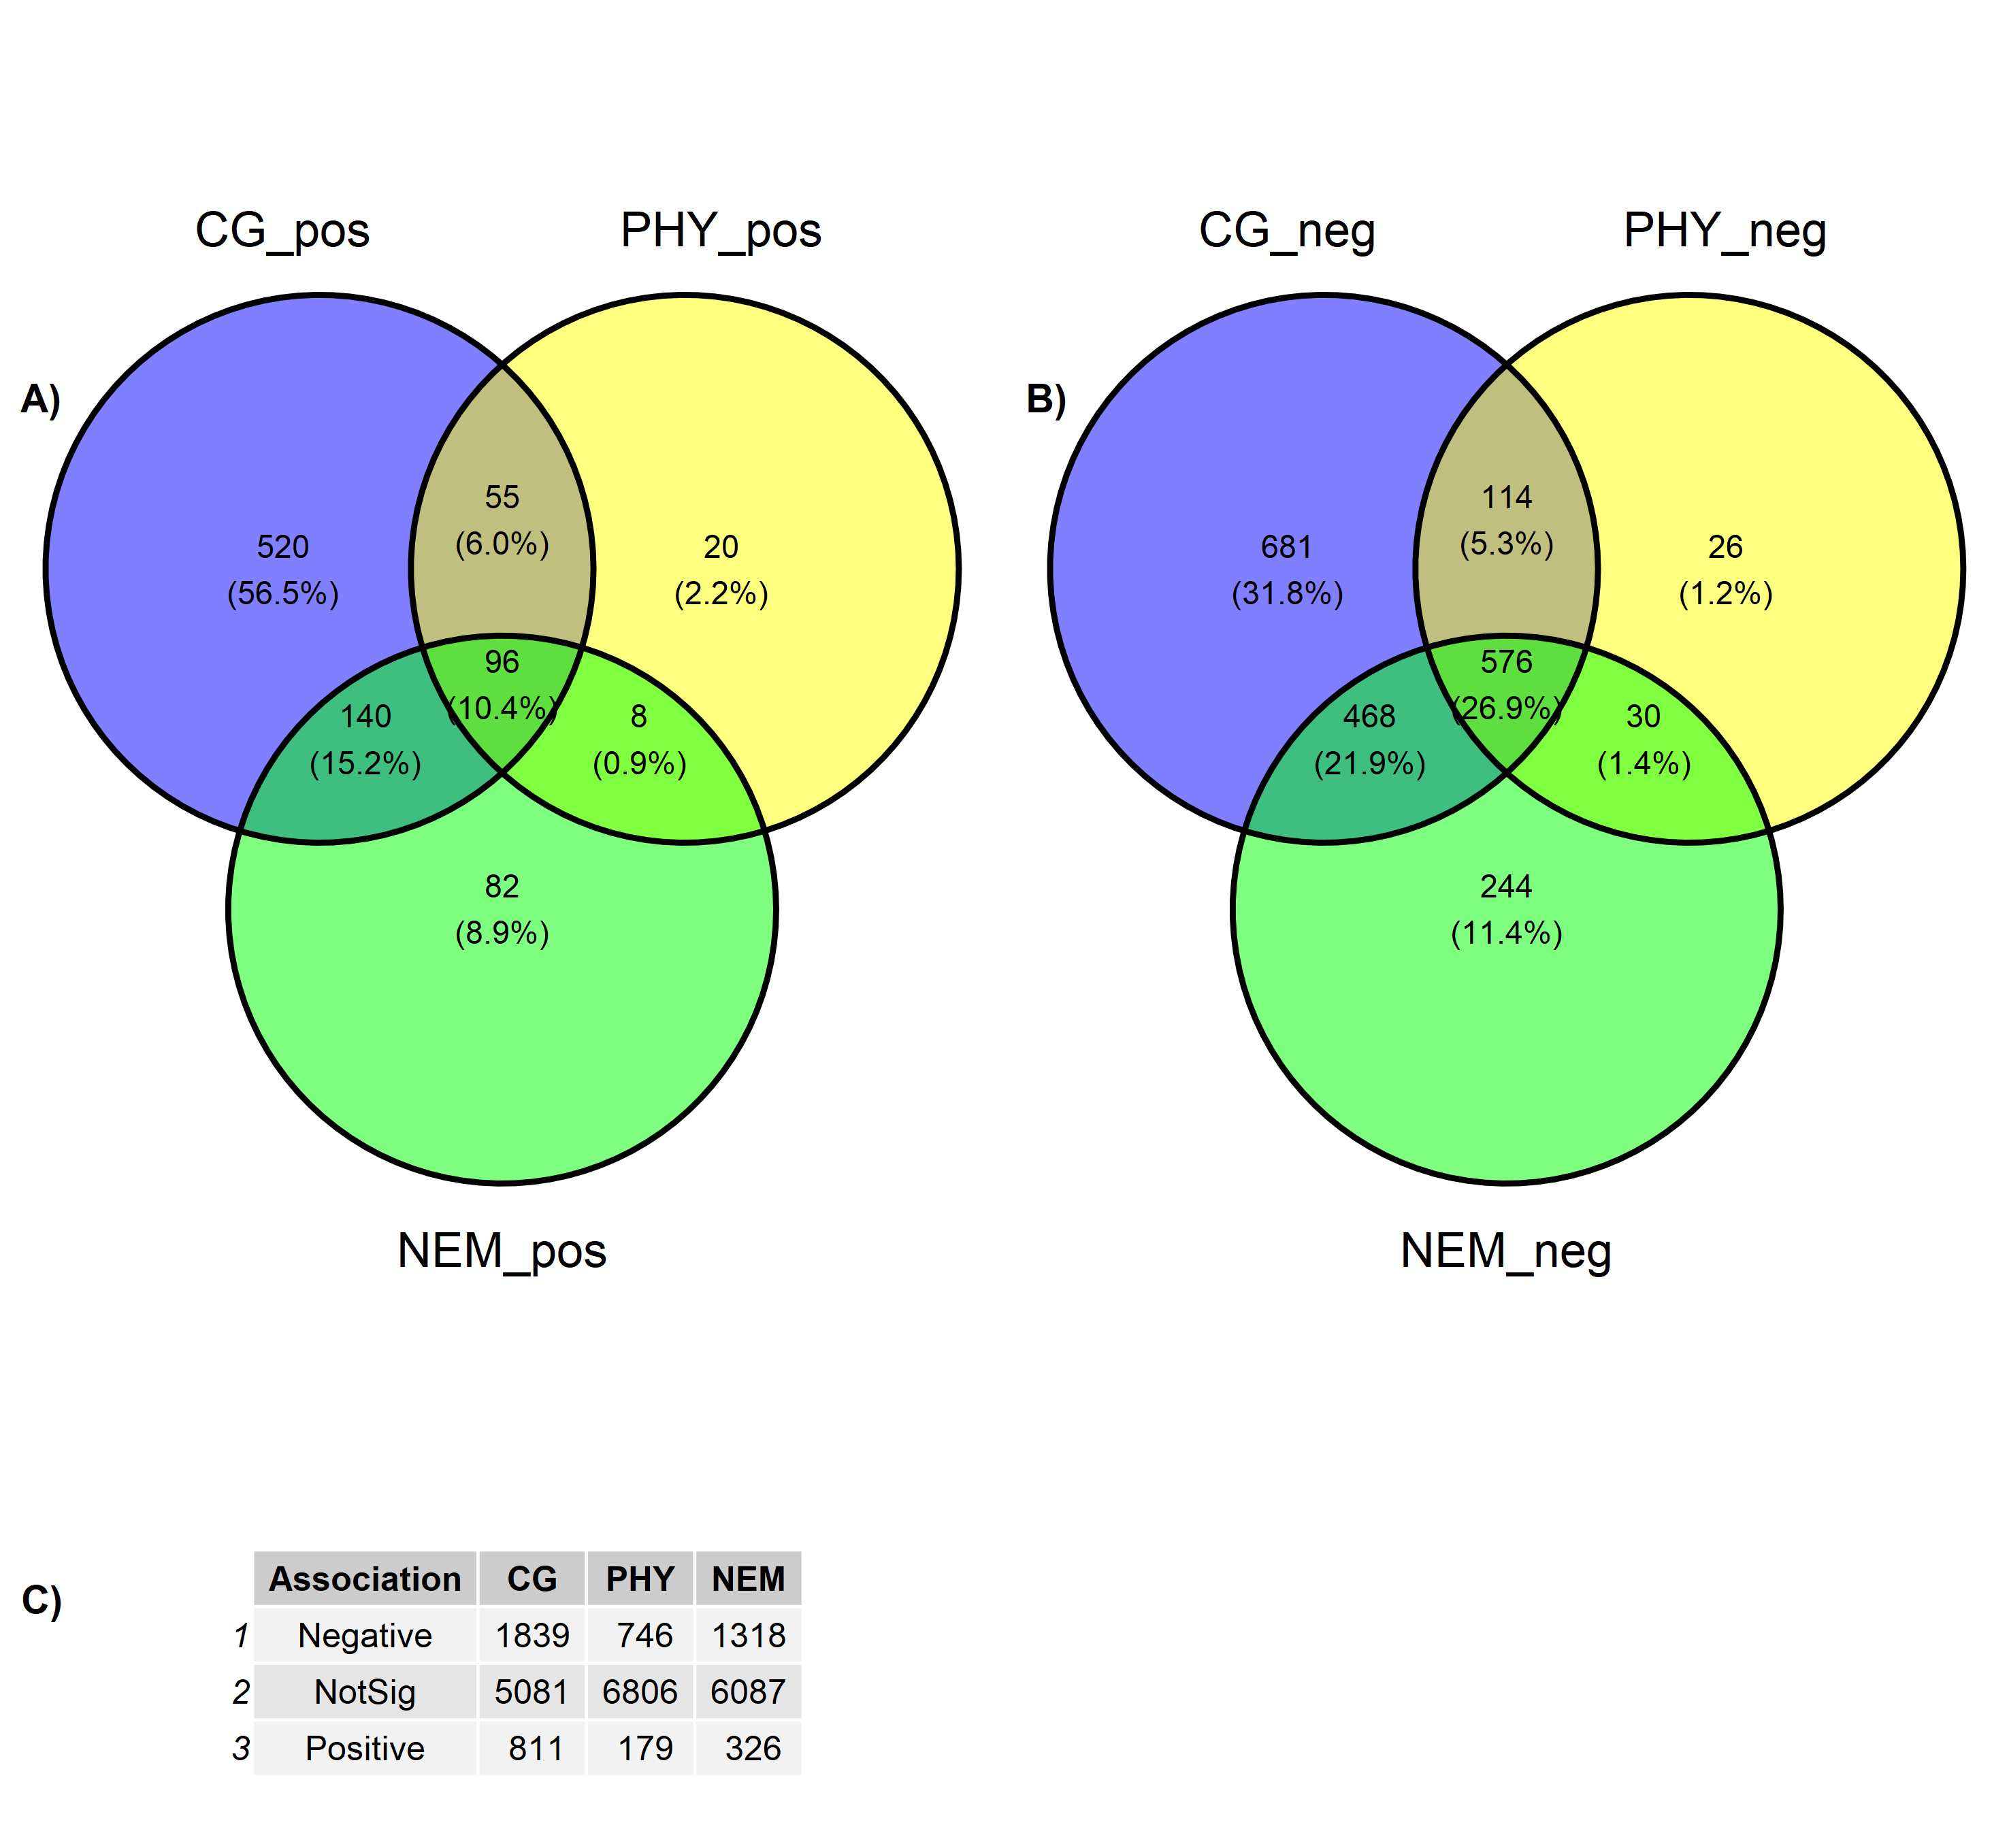 CG_pos
PHY_pos
A)
55
(6.0%)
520
(56.5%)
20
(2.2%)
96
(10.4%)
140
(15.2%)
8
(0.9%)
82
(8.9%)
NEM_pos
CG_neg
PHY_neg
B)
114
(5.3%)
681
(31.8%)
26
(1.2%)
576
(26.9%)
468
(21.9%)
30
(1.4%)
244
(11.4%)
NEM_neg
C)
Association CG PHY NEM
1 Negative 1839 746 1318
2 NotSig 5081 6806 6087
3 Positive 811 179 326